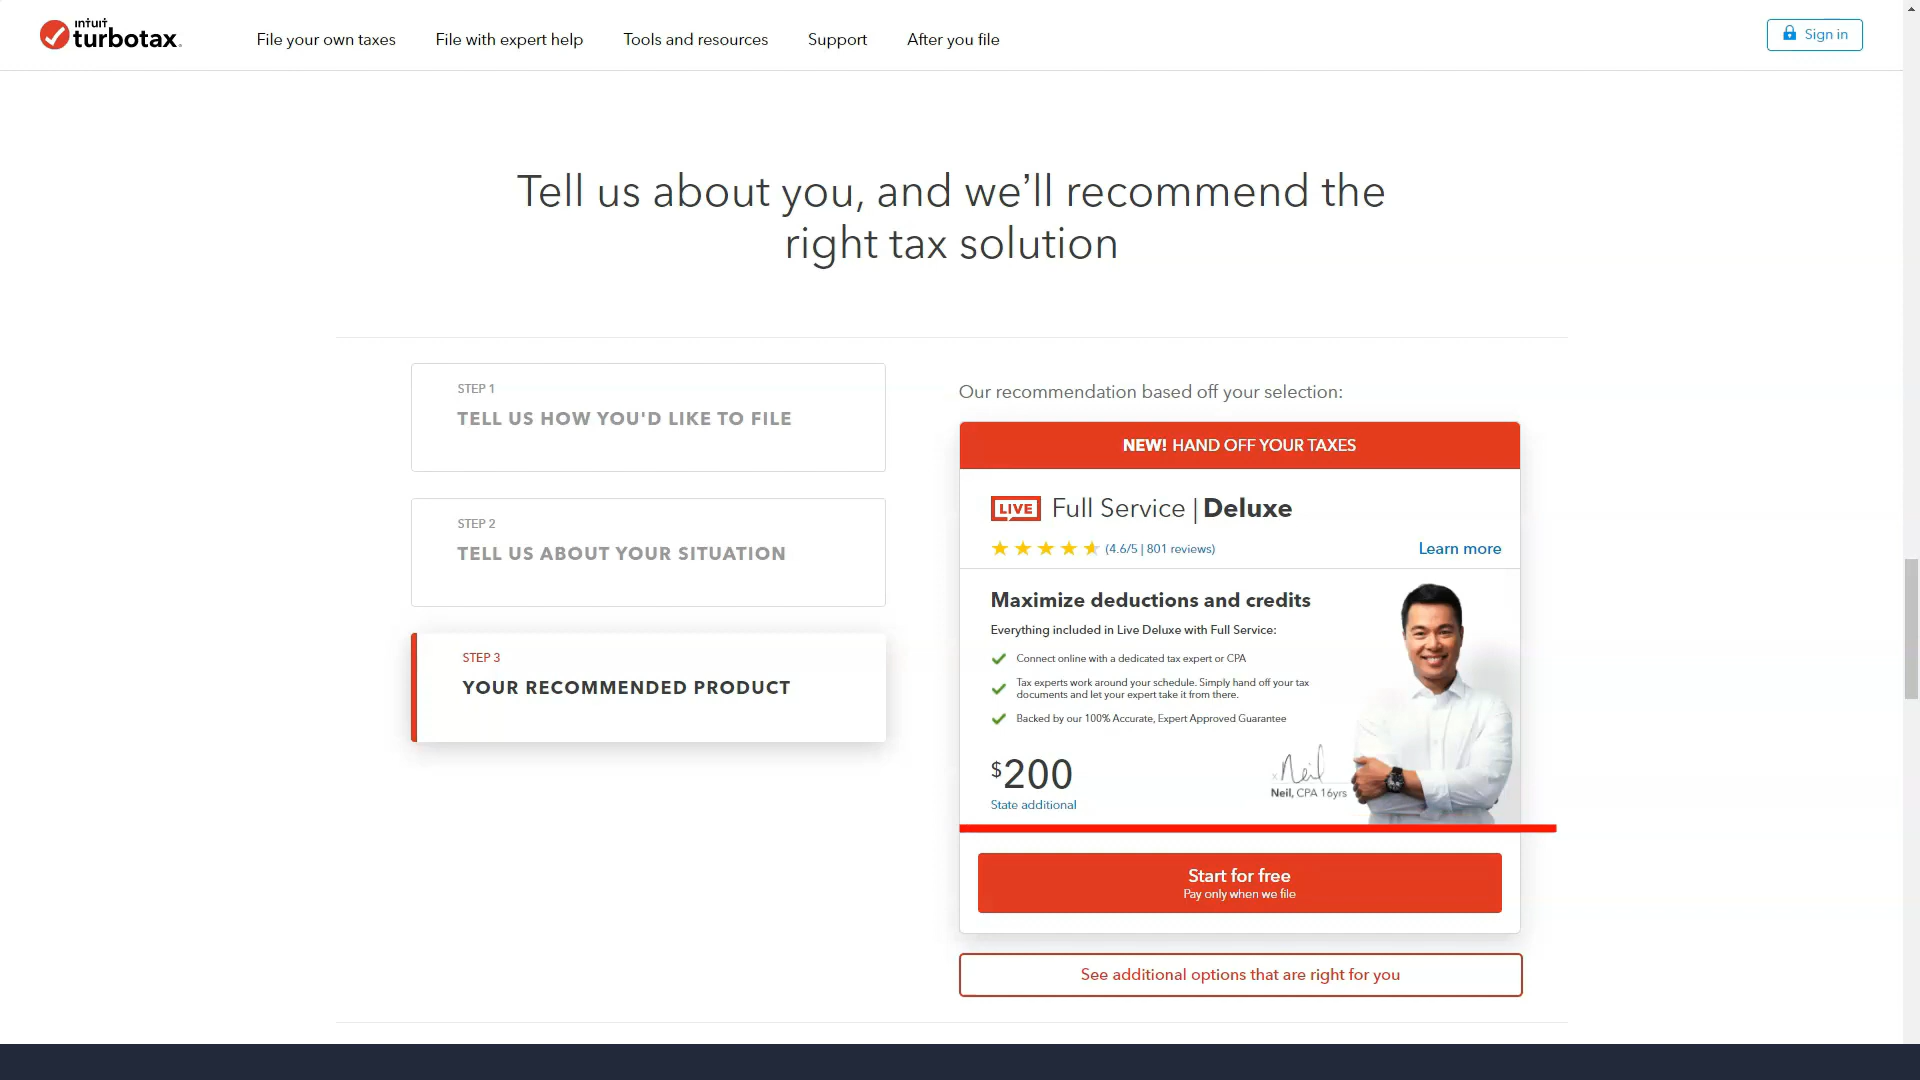 intuit
turbotax.
File your own taxes
File with expert help
Tools and resources
Support
After you file
Sign in
Tell us about you, and we’ll recommend the
right tax solution
STEP 1
TELL US HOW YOU'D LIKE TO FILE
STEP 2
TELL US ABOUT YOUR SITUATION
STEP 3
YOUR RECOMMENDED PRODUCT
Our recommendation based off your selection:
NEW! HAND OFF YOUR TAXES
LIVE Full Service | Deluxe
(4.6/5 | 801 reviews)
Learn more
Maximize deductions and credits
Everything included in Live Deluxe with Full Service:
Connect online with a dedicated tax expert or CPA
Tax experts work around your schedule. Simply hand off your tax
documents and let your expert take it from there.
Backed by our 100% Accurate, Expert Approved Guarantee
$200
State additional
x Neil
Neil, CPA 16yrs
Start for free
Pay only when we file
See additional options that are right for you